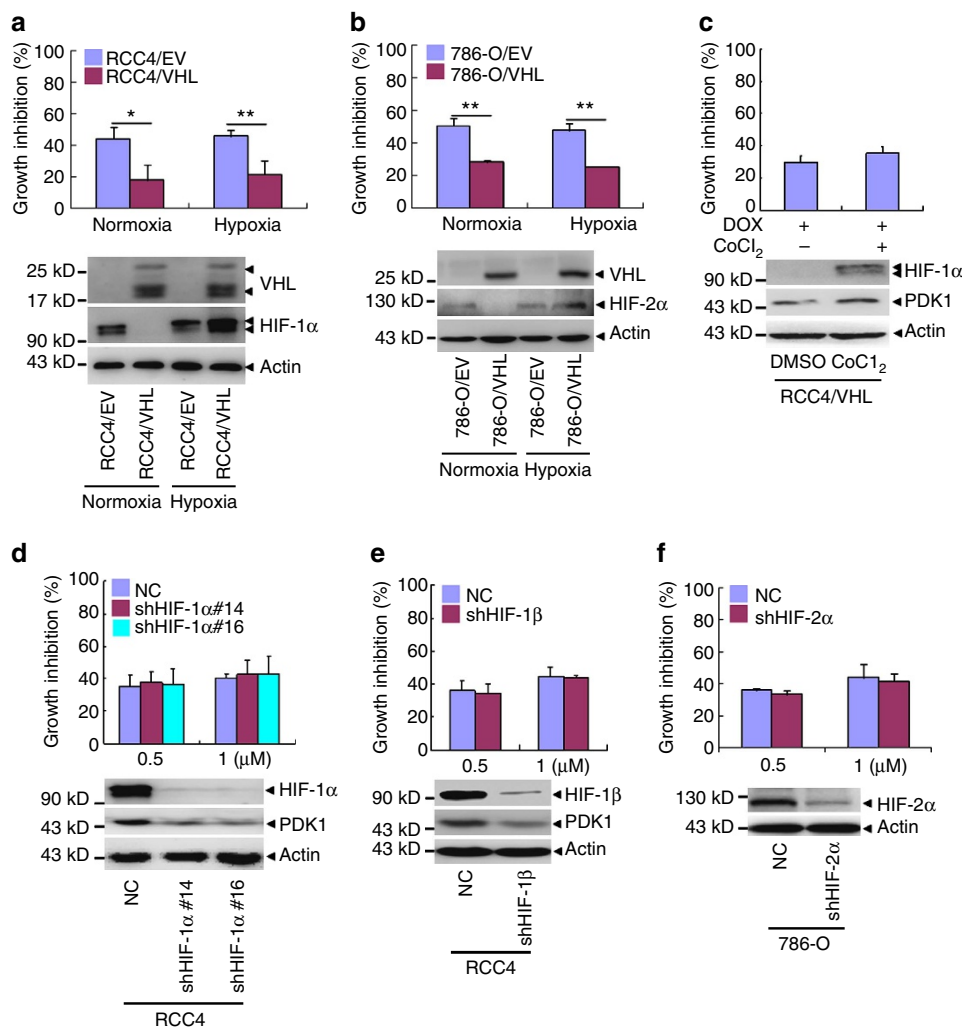 a
Growth inhibition (%)
100
80
60
40
20
0
RCC4/EV
RCC4/VHL
*
**
Normoxia
Hypoxia
25 kD
17 kD
VHL
90 kD
HIF-1α
43 kD
Actin
RCC4/EV
RCC4/VHL
RCC4/EV
RCC4/VHL
Normoxia
Hypoxia
b
Growth inhibition (%)
100
80
60
40
20
0
786-O/EV
786-O/VHL
**
**
Normoxia
Hypoxia
25 kD
VHL
130 kD
HIF-2α
43 kD
Actin
786-O/EV
786-O/VHL
786-O/EV
786-O/VHL
Normoxia
Hypoxia
c
Growth inhibition (%)
100
80
60
40
20
0
DOX + +
CoCl2 – +
90 kD
HIF-1α
43 kD
PDK1
43 kD
Actin
DMSO CoC12
RCC4/VHL
d
Growth inhibition (%)
100
80
60
40
20
0
NC
shHIF-1α#14
shHIF-1α#16
0.5 1 (μM)
90 kD
HIF-1α
43 kD
PDK1
43 kD
Actin
NC
shHIF-1α #14
shHIF-1α #16
RCC4
e
Growth inhibition (%)
100
80
60
40
20
0
NC
shHIF-1β
0.5 1 (μM)
90 kD
HIF-1β
43 kD
PDK1
43 kD
Actin
NC
shHIF-1β
RCC4
f
Growth inhibition (%)
100
80
60
40
20
0
NC
shHIF-2α
0.5 1 (μM)
130 kD
HIF-2α
43 kD
Actin
NC
shHIF-2α
786-O